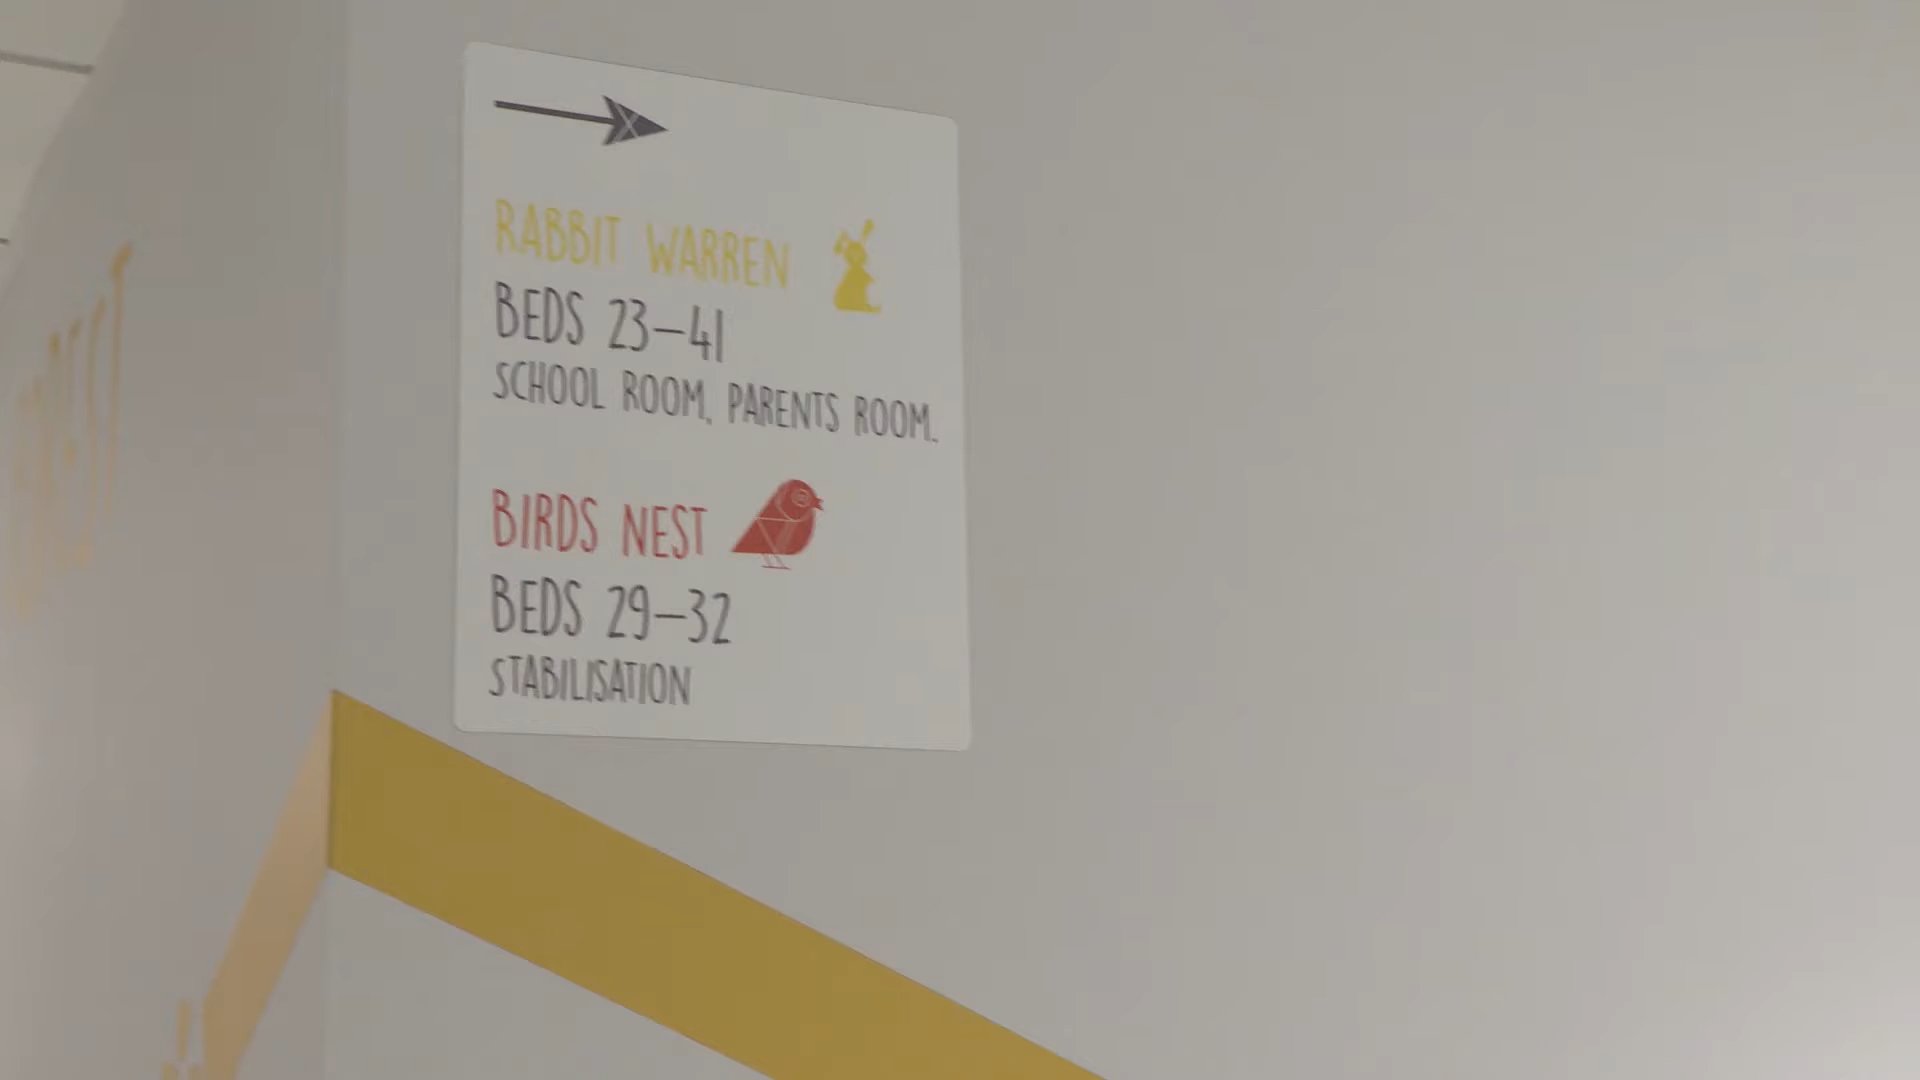 RABBIT WARREN
BEDS 23–41
SCHOOL ROOM, PARENTS ROOM.
BIRDS NEST
BEDS 29–32
STABILISATION